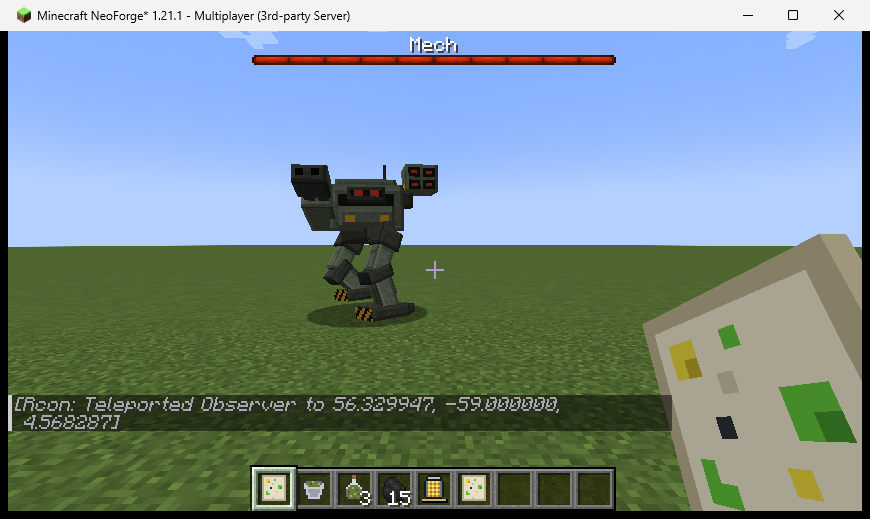 Minecraft NeoForge* 1.21.1 - Multiplayer (3rd-party Server)
Mech
[Rcon: Teleported Observer to 56.329947, -59.000000,
4.568287]
3
15